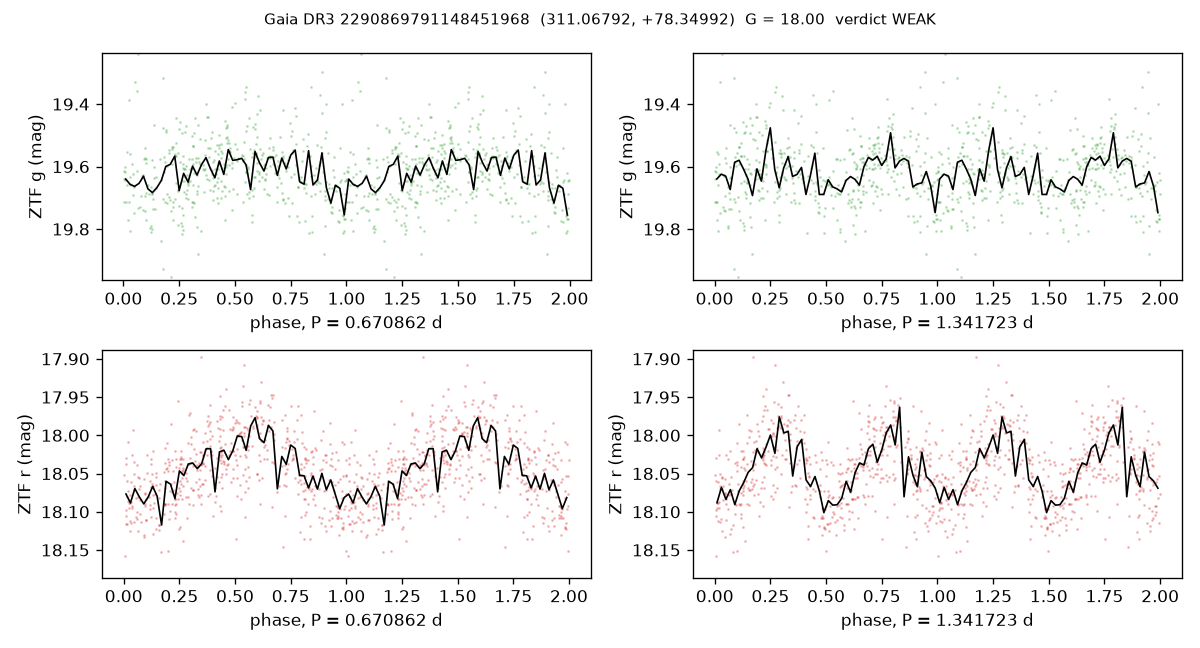 Gaia DR3 2290869791148451968 (311.06792, +78.34992) G = 18.00 verdict WEAK
ZTF g (mag)
19.4
19.6
19.8
0.00 0.25 0.50 0.75 1.00 1.25 1.50 1.75 2.00
phase, P = 0.670862 d
ZTF g (mag)
19.4
19.6
19.8
0.00 0.25 0.50 0.75 1.00 1.25 1.50 1.75 2.00
phase, P = 1.341723 d
ZTF r (mag)
17.90
17.95
18.00
18.05
18.10
18.15
0.00 0.25 0.50 0.75 1.00 1.25 1.50 1.75 2.00
phase, P = 0.670862 d
ZTF r (mag)
17.90
17.95
18.00
18.05
18.10
18.15
0.00 0.25 0.50 0.75 1.00 1.25 1.50 1.75 2.00
phase, P = 1.341723 d